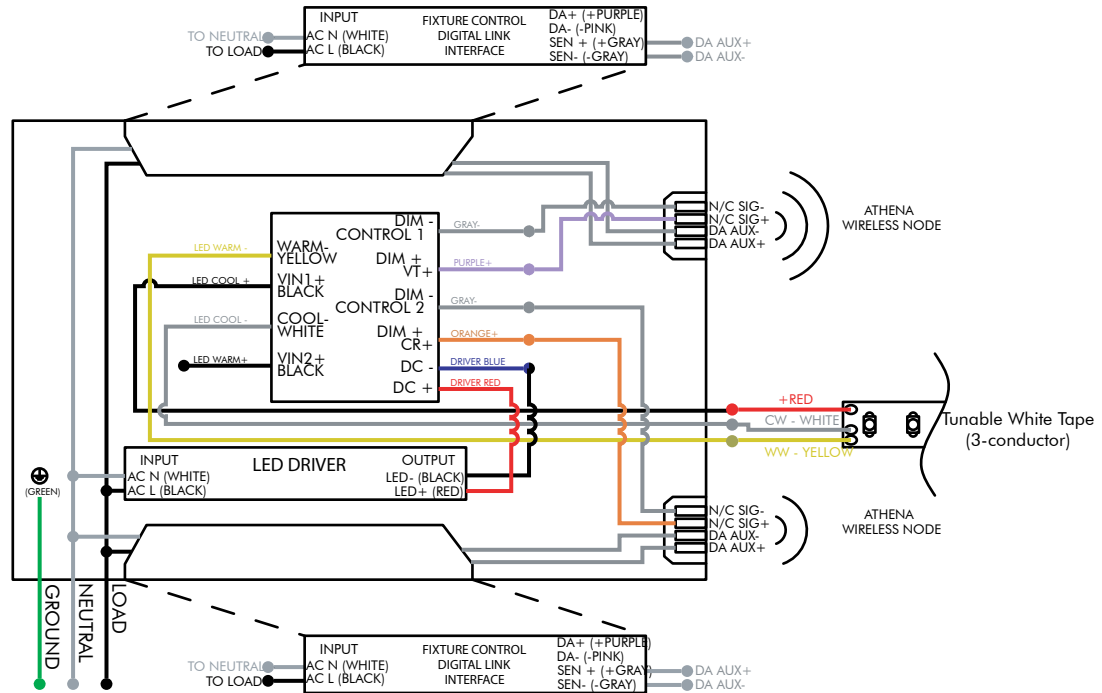 INPUT
AC N (WHITE)
AC L (BLACK)
FIXTURE CONTROL
DIGITAL LINK
INTERFACE
DA+ (+PURPLE)
DA- (-PINK)
SEN + (+GRAY)
SEN- (-GRAY)
TO NEUTRAL
TO LOAD
DA AUX+
DA AUX-
N/C SIG-
N/C SIG+
DA AUX-
DA AUX+
ATHENA
WIRELESS NODE
LED WARM -
LED COOL +
LED COOL -
LED WARM+
WARM-
YELLOW
VIN1+
BLACK
COOL-
WHITE
VIN2+
BLACK
DIM -
CONTROL 1
DIM +
VT+
DIM -
CONTROL 2
DIM +
CR+
DC -
DC +
GRAY-
PURPLE+
GRAY-
ORANGE+
DRIVER BLUE
DRIVER RED
+RED
CW - WHITE
WW - YELLOW
Tunable White Tape
(3-conductor)
INPUT
AC N (WHITE)
AC L (BLACK)
LED DRIVER
OUTPUT
LED- (BLACK)
LED+ (RED)
(GREEN)
N/C SIG-
N/C SIG+
DA AUX-
DA AUX+
ATHENA
WIRELESS NODE
GROUND
NEUTRAL
LOAD
INPUT
AC N (WHITE)
AC L (BLACK)
FIXTURE CONTROL
DIGITAL LINK
INTERFACE
DA+ (+PURPLE)
DA- (-PINK)
SEN + (+GRAY)
SEN- (-GRAY)
TO NEUTRAL
TO LOAD
DA AUX+
DA AUX-